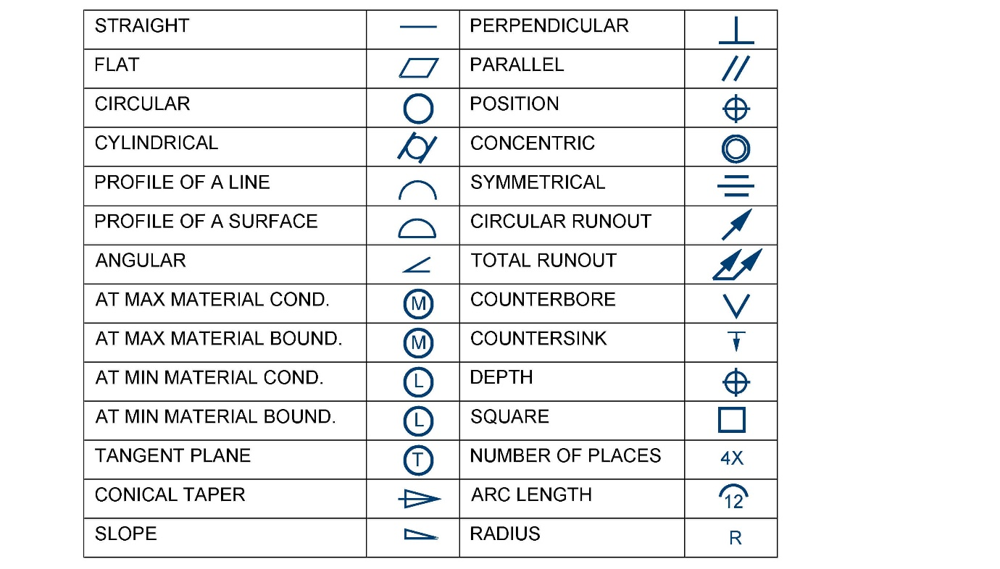 STRAIGHT PERPENDICULAR
FLAT PARALLEL
CIRCULAR POSITION
CYLINDRICAL CONCENTRIC
PROFILE OF A LINE SYMMETRICAL
PROFILE OF A SURFACE CIRCULAR RUNOUT
ANGULAR TOTAL RUNOUT
AT MAX MATERIAL COND. M COUNTERBORE
AT MAX MATERIAL BOUND. M COUNTERSINK
AT MIN MATERIAL COND. L DEPTH
AT MIN MATERIAL BOUND. L SQUARE
TANGENT PLANE T NUMBER OF PLACES 4X
CONICAL TAPER ARC LENGTH 12
SLOPE RADIUS R